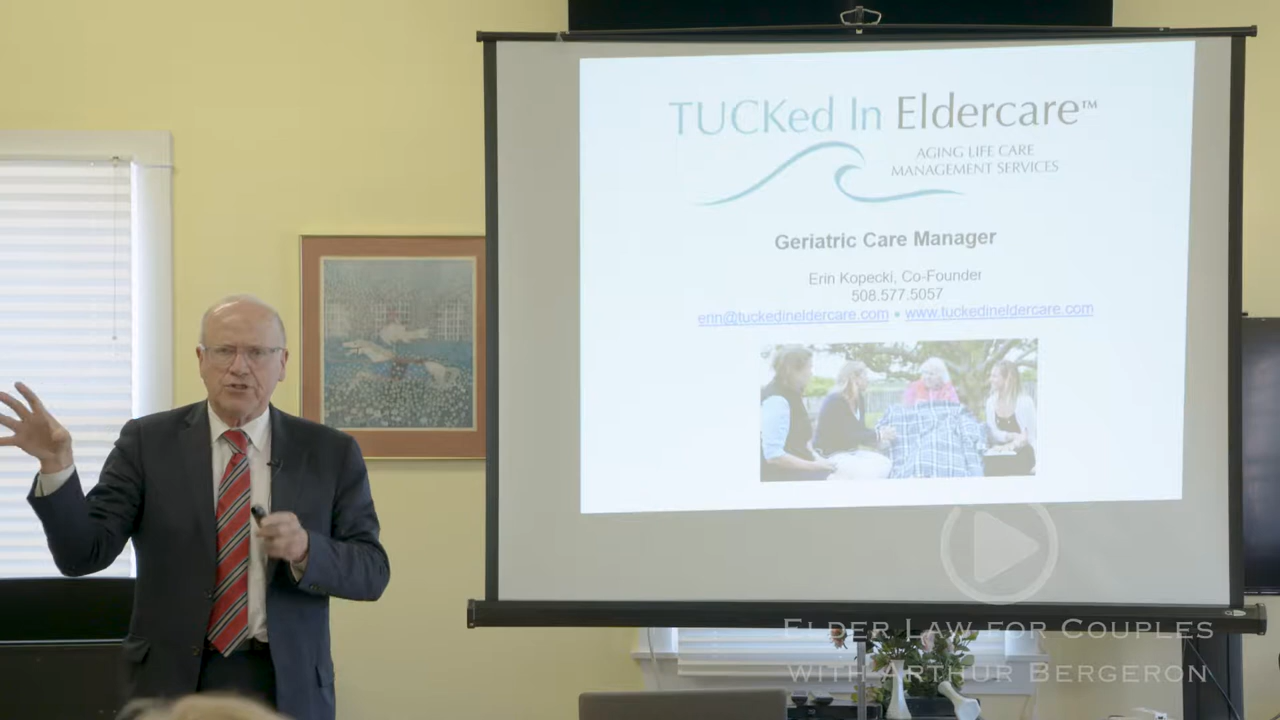 TUCKed In Eldercare™
AGING LIFE CARE
MANAGEMENT SERVICES
Geriatric Care Manager
Erin Kopecki, Co-Founder
508.577.5057
erin@tuckedineldercare.com • www.tuckedineldercare.com
Elder Law for Couples
with Arthur Bergeron